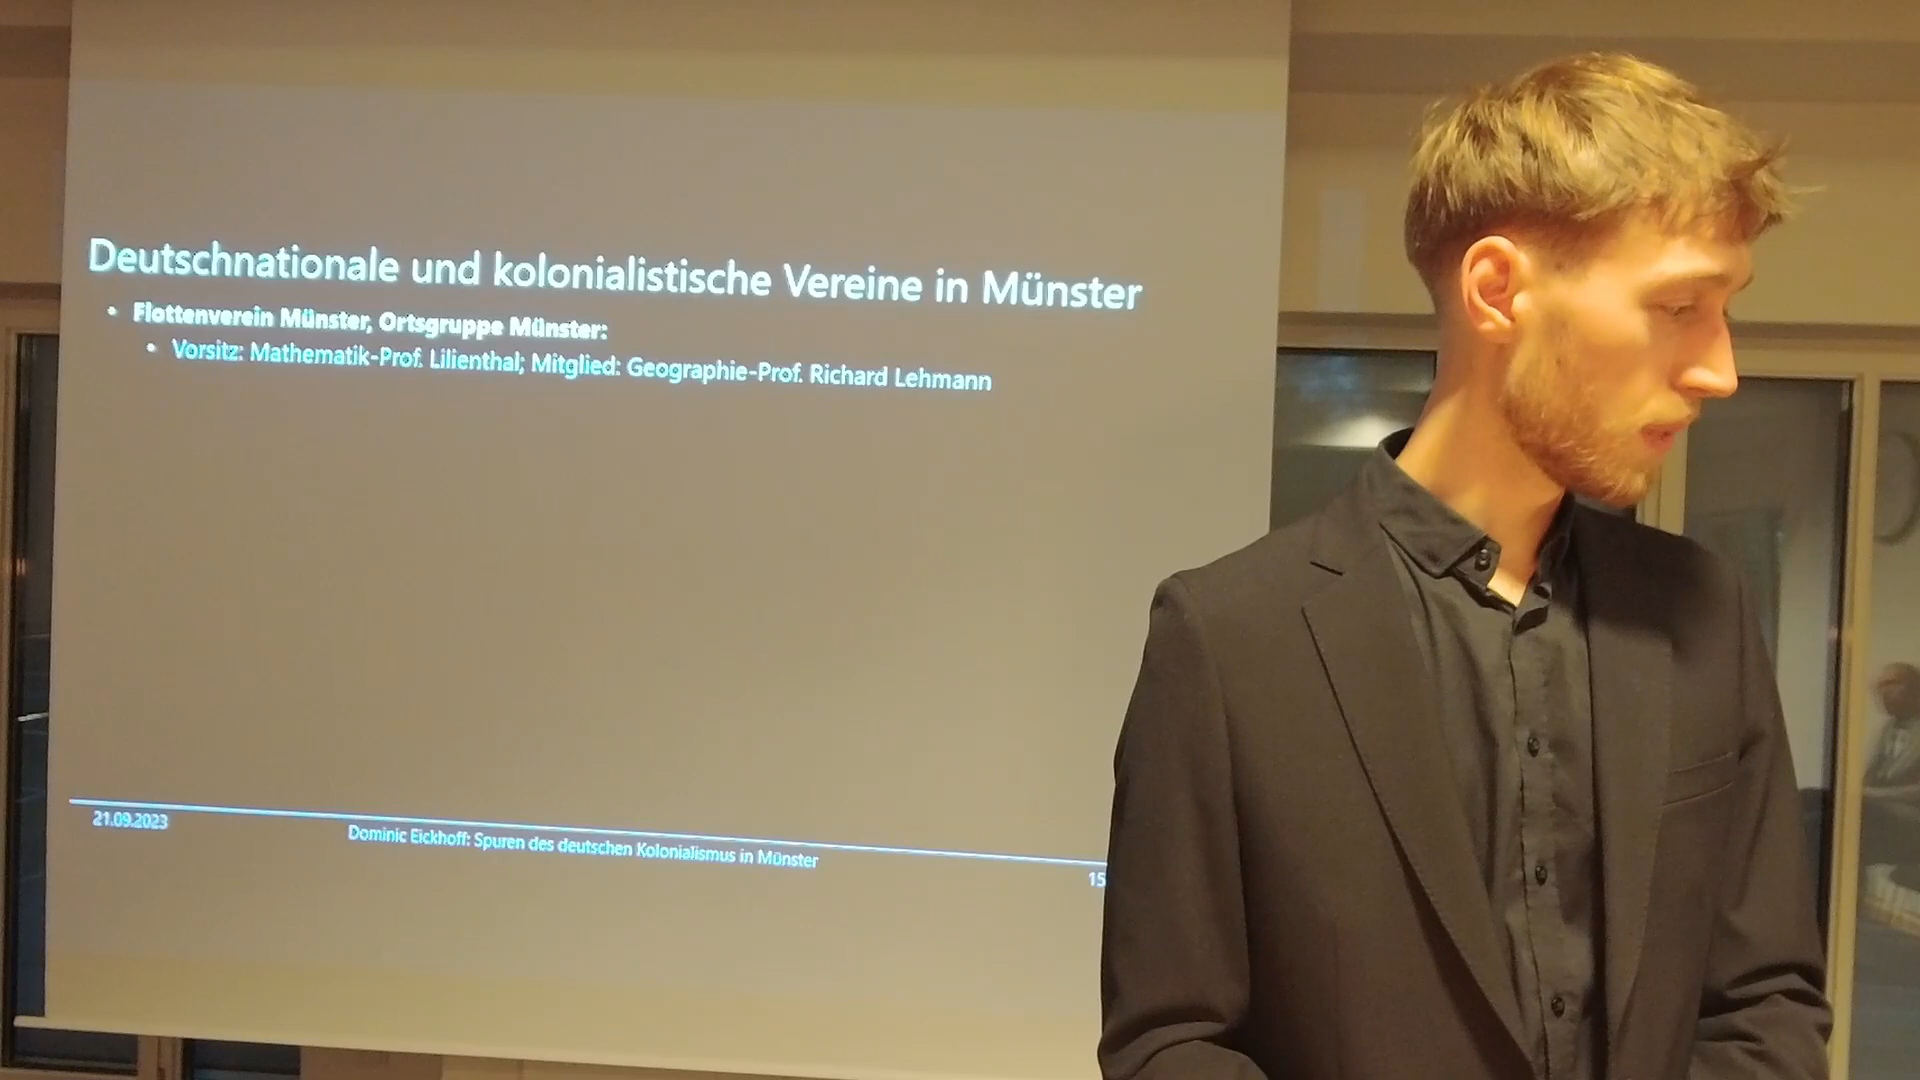 Deutschnationale und kolonialistische Vereine in Münster
• Flottenverein Münster, Ortsgruppe Münster:
• Vorsitz: Mathematik-Prof. Lilienthal; Mitglied: Geographie-Prof. Richard Lehmann
21.09.2023
Dominic Eickhoff: Spuren des deutschen Kolonialismus in Münster
15